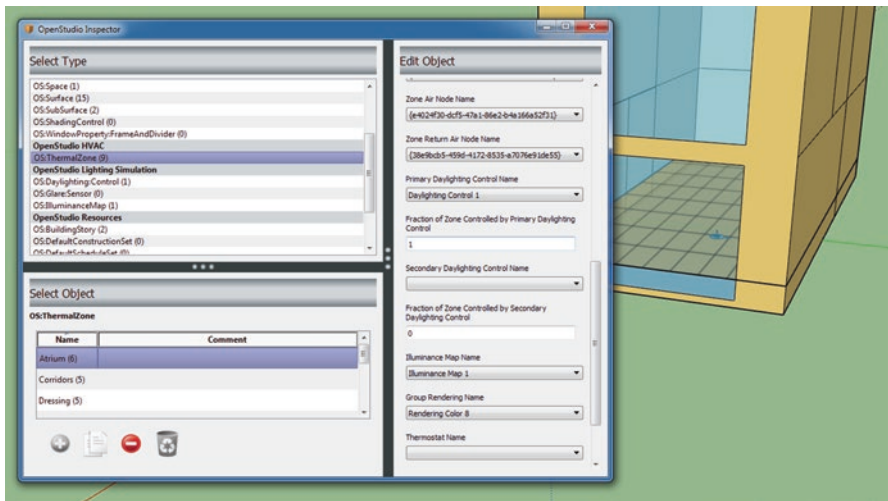 OpenStudio Inspector
Select Type
OS:Space (1)
OS:Surface (15)
OS:SubSurface (2)
OS:ShadingControl (0)
OS:WindowProperty:FrameAndDivider (0)
OpenStudio HVAC
OS:ThermalZone (9)
OpenStudio Lighting Simulation
OS:Daylighting:Control (1)
OS:Glare:Sensor (0)
OS:IlluminanceMap (1)
OpenStudio Resources
OS:BuildingStory (2)
OS:DefaultConstructionSet (0)
OS:DefaultScheduleSet (0)
Select Object
OS:ThermalZone
Name Comment
Atrium (6)
Corridors (5)
Dressing (5)
Edit Object
Zone Air Node Name
{e4024f30-dcf5-47a1-86e2-b4a166a52f31}
Zone Return Air Node Name
{38e9bcb5-459d-4172-8535-a7076e91de55}
Primary Daylighting Control Name
Daylighting Control 1
Fraction of Zone Controlled by Primary Daylighting
Control
1
Secondary Daylighting Control Name
Fraction of Zone Controlled by Secondary
Daylighting Control
0
Illuminance Map Name
Illuminance Map 1
Group Rendering Name
Rendering Color 8
Thermostat Name